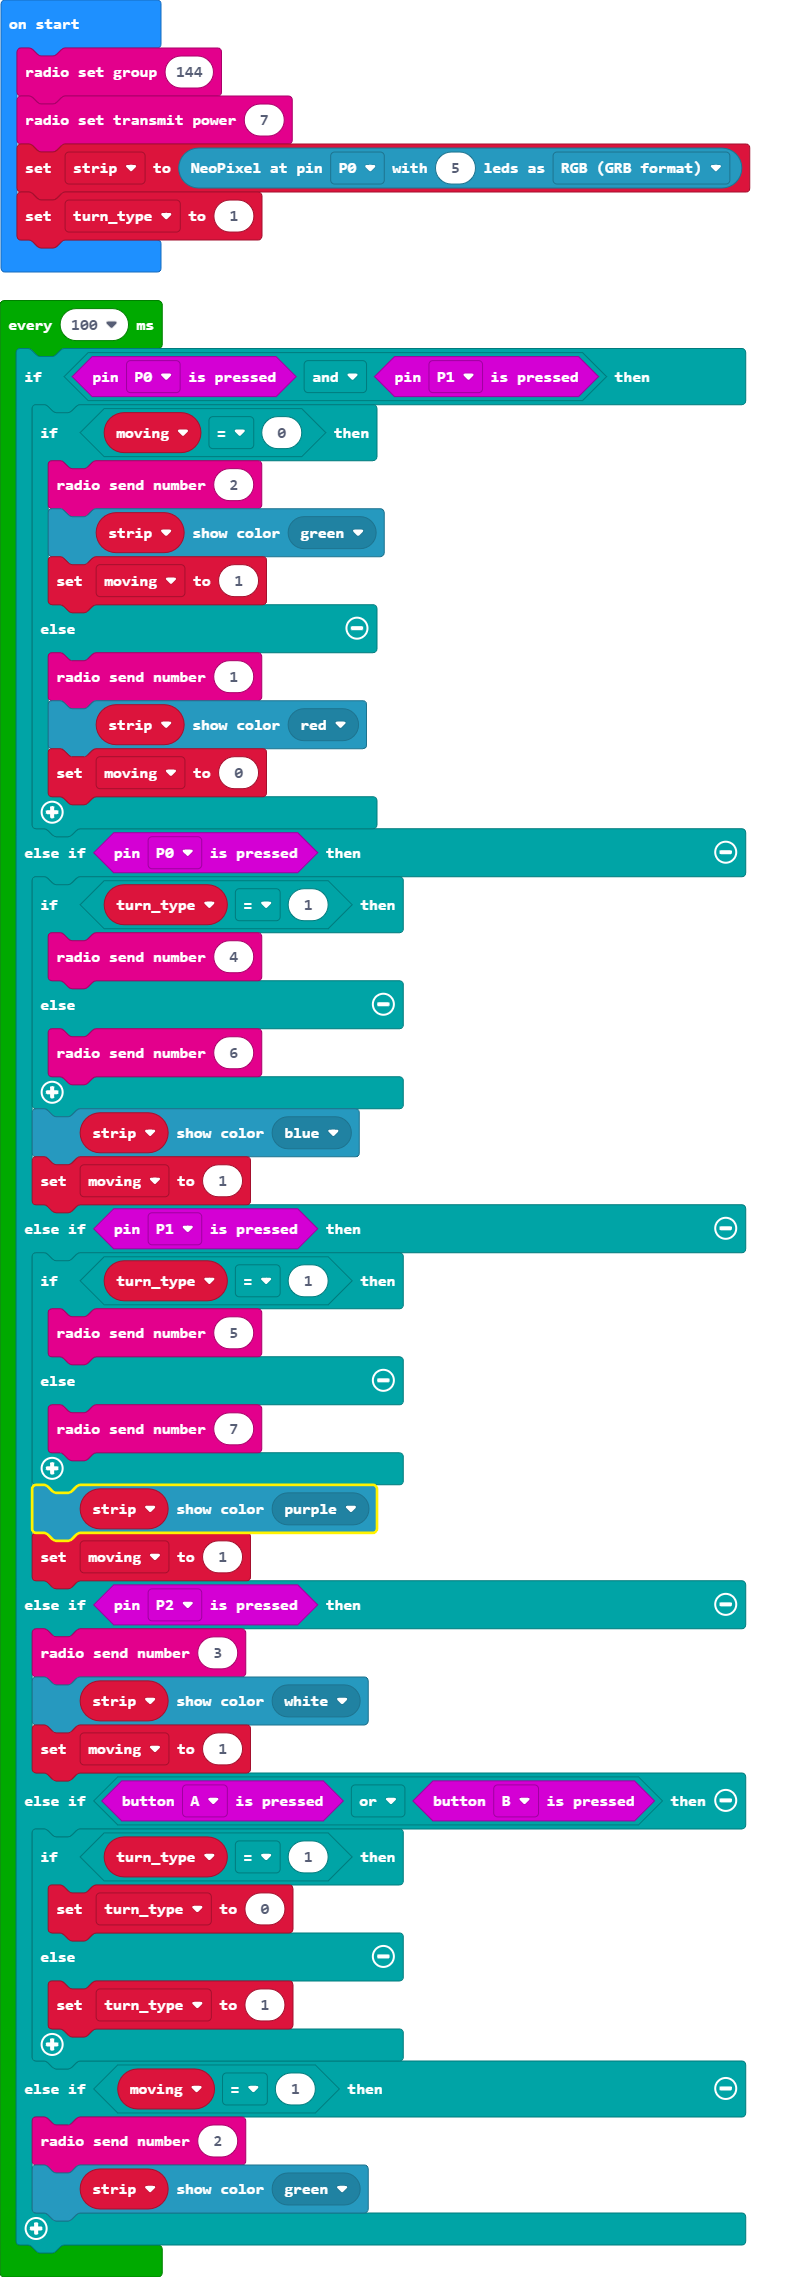 on start
radio set group 144
radio set transmit power 7
set strip to NeoPixel at pin P0 with 5 leds as RGB (GRB format)
set turn_type to 1
every 100 ms
if pin P0 is pressed and pin P1 is pressed then
if moving = 0 then
radio send number 2
strip show color green
set moving to 1
else
radio send number 1
strip show color red
set moving to 0
else if pin P0 is pressed then
if turn_type = 1 then
radio send number 4
else
radio send number 6
strip show color blue
set moving to 1
else if pin P1 is pressed then
if turn_type = 1 then
radio send number 5
else
radio send number 7
strip show color purple
set moving to 1
else if pin P2 is pressed then
radio send number 3
strip show color white
set moving to 1
else if button A is pressed or button B is pressed then
if turn_type = 1 then
set turn_type to 0
else
set turn_type to 1
else if moving = 1 then
radio send number 2
strip show color green